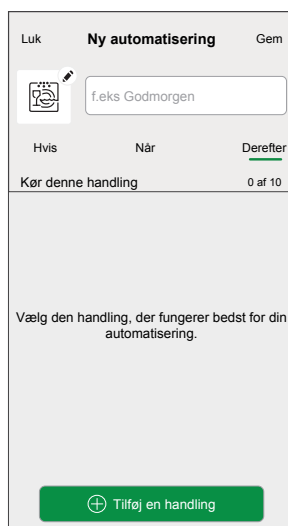 Luk Ny automatisering Gem
f.eks Godmorgen
Hvis Når Derefter
Kør denne handling 0 af 10
Vælg den handling, der fungerer bedst for din
automatisering.
Tilføj en handling